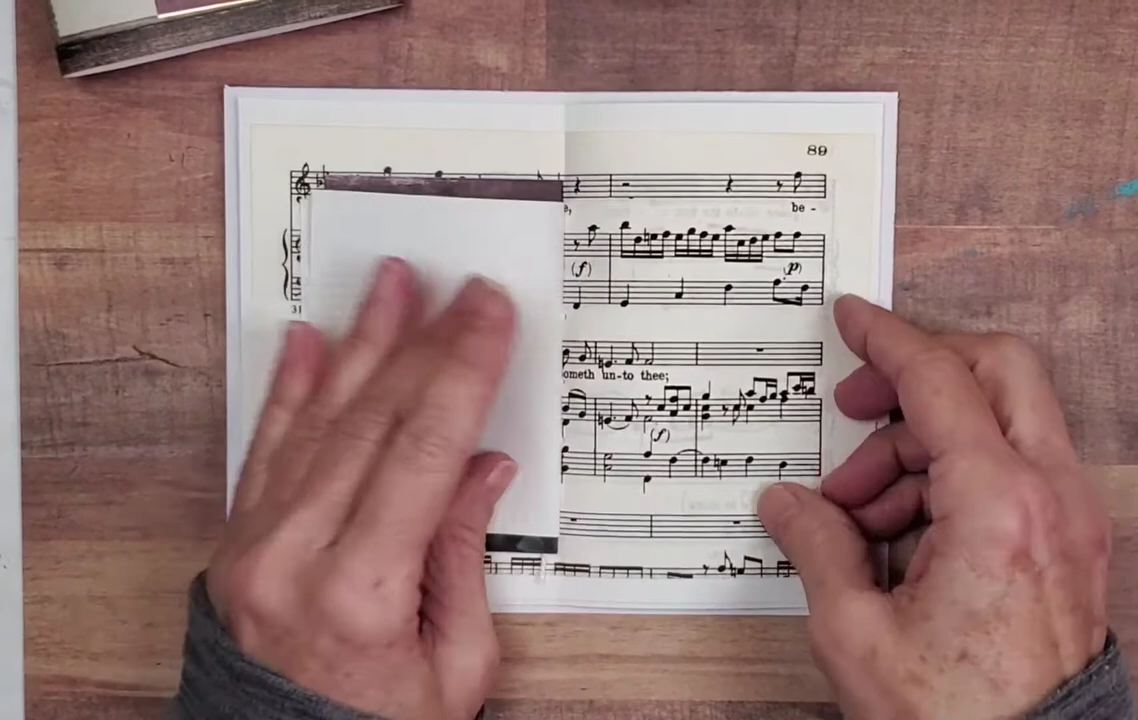 89
be -
(f)
(p)
31
ometh un-to thee;
(f)